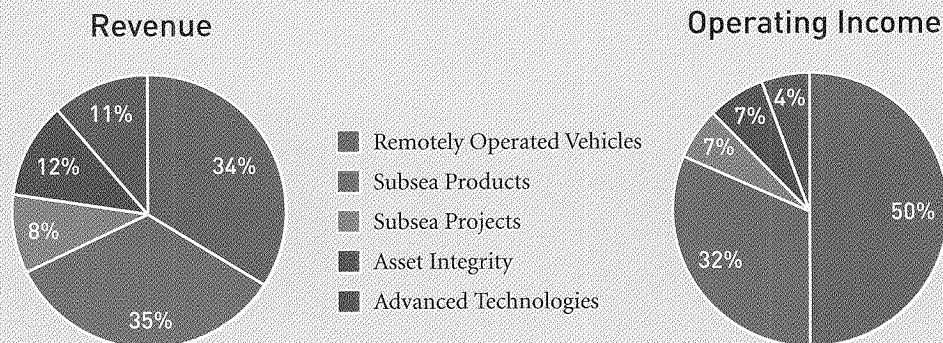 Revenue
Operating Income
11%
34%
12%
8%
35%
Remotely Operated Vehicles
Subsea Products
Subsea Projects
Asset Integrity
Advanced Technologies
4%
7%
7%
50%
32%